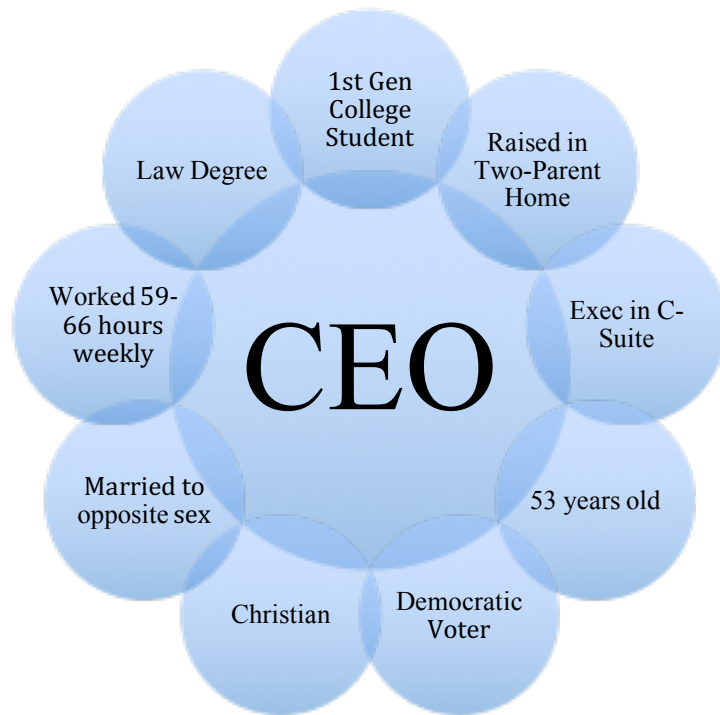 1st Gen
College
Student
Raised in
Two-Parent
Home
Exec in C-
Suite
53 years old
Democratic
Voter
Christian
Married to
opposite sex
Worked 59-
66 hours
weekly
Law Degree
CEO